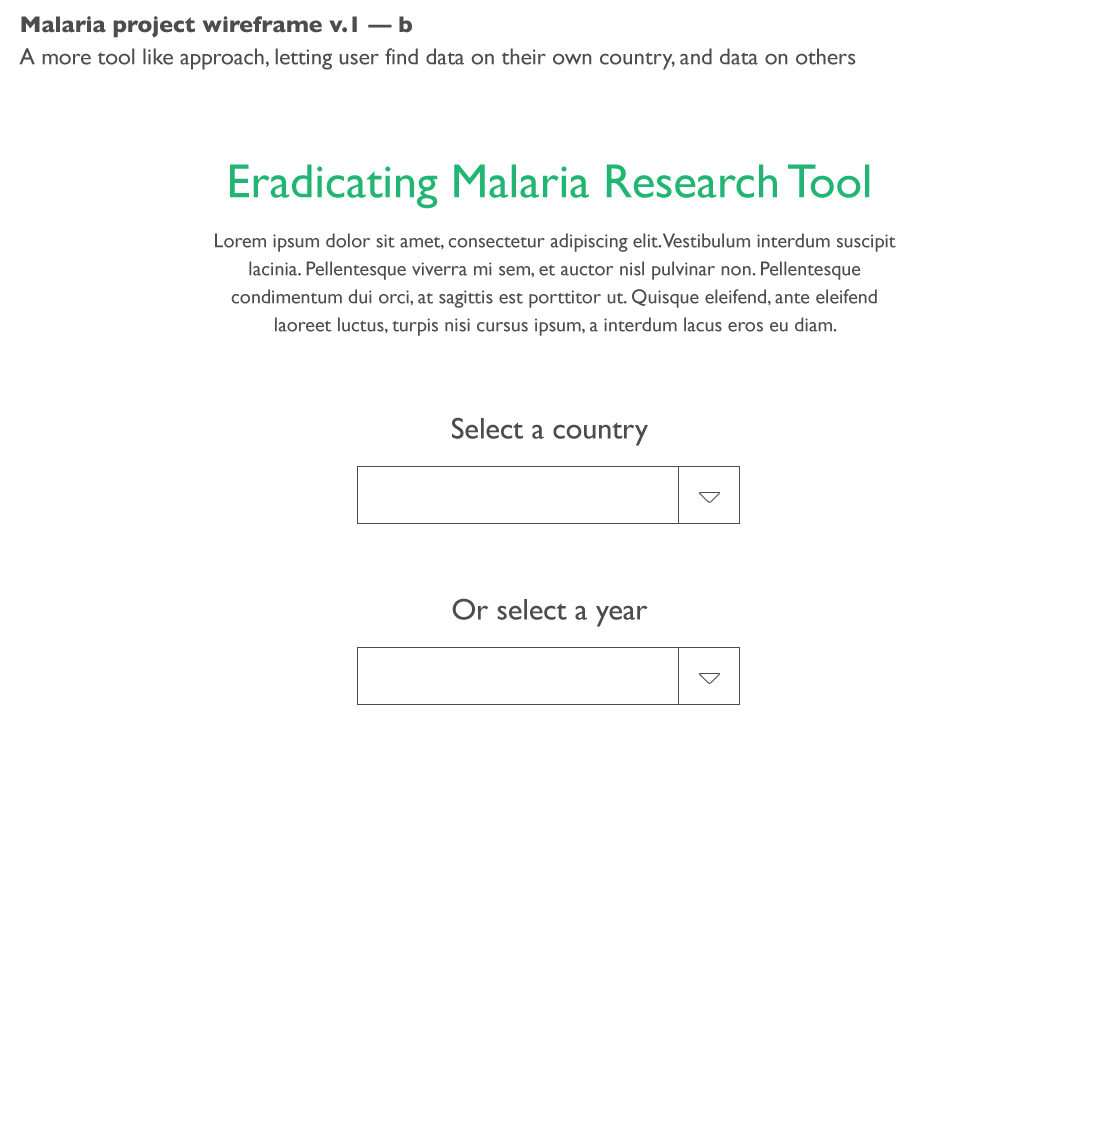 Malaria project wireframe v.1 — b
A more tool like approach, letting user find data on their own country, and data on others
Eradicating Malaria Research Tool
Lorem ipsum dolor sit amet, consectetur adipiscing elit. Vestibulum interdum suscipit
lacinia. Pellentesque viverra mi sem, et auctor nisl pulvinar non. Pellentesque
condimentum dui orci, at sagittis est porttitor ut. Quisque eleifend, ante eleifend
laoreet luctus, turpis nisi cursus ipsum, a interdum lacus eros eu diam.
Select a country
Or select a year